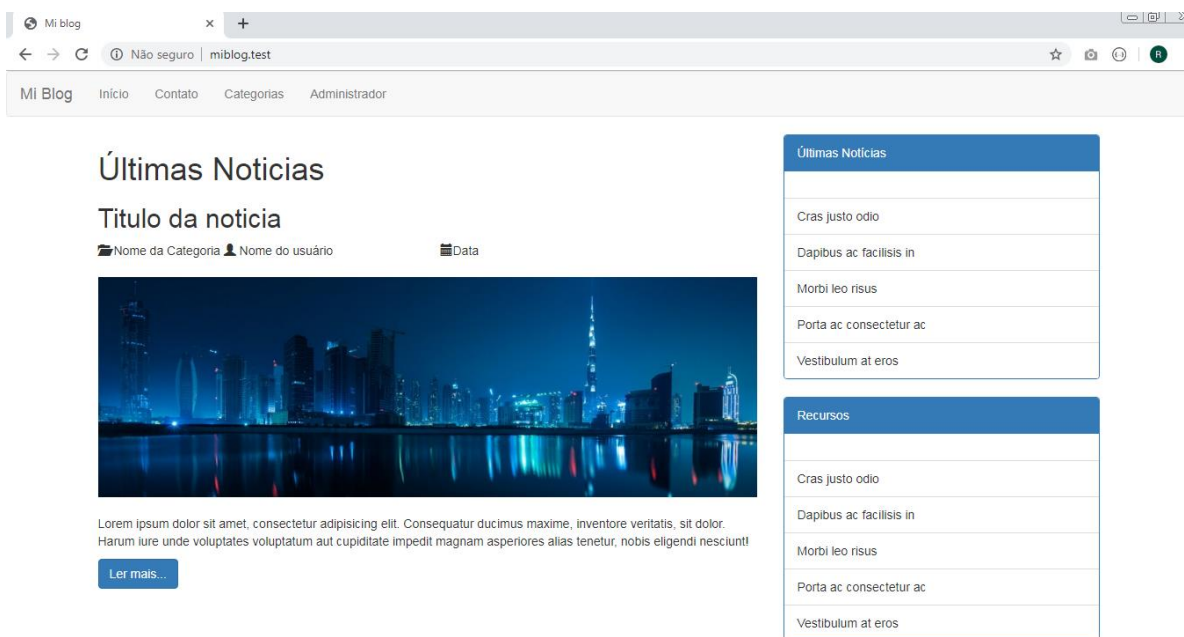 Mi blog
Não seguro | miblog.test
R
Mi Blog Início Contato Categorias Administrador
Últimas Noticias
Titulo da noticia
Nome da Categoria Nome do usuário Data
Lorem ipsum dolor sit amet, consectetur adipisicing elit. Consequatur ducimus maxime, inventore veritatis, sit dolor.
Harum iure unde voluptates voluptatum aut cupiditate impedit magnam asperiores alias tenetur, nobis eligendi nesciunt!
Ler mais...
Últimas Notícias
Cras justo odio
Dapibus ac facilisis in
Morbi leo risus
Porta ac consectetur ac
Vestibulum at eros
Recursos
Cras justo odio
Dapibus ac facilisis in
Morbi leo risus
Porta ac consectetur ac
Vestibulum at eros